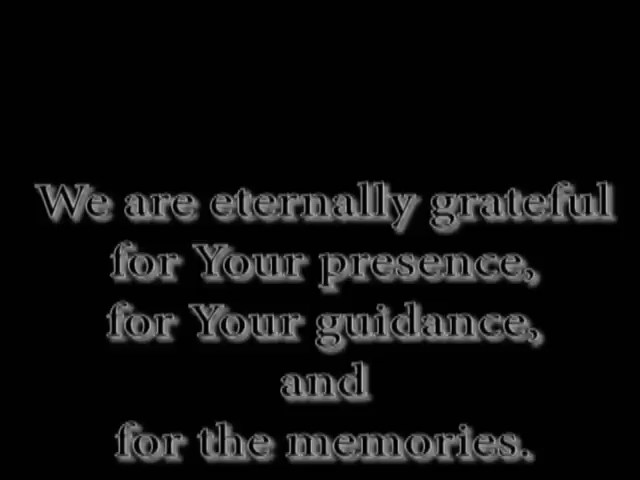 We are eternally grateful
for Your presence,
for Your guidance,
and
for the memories.